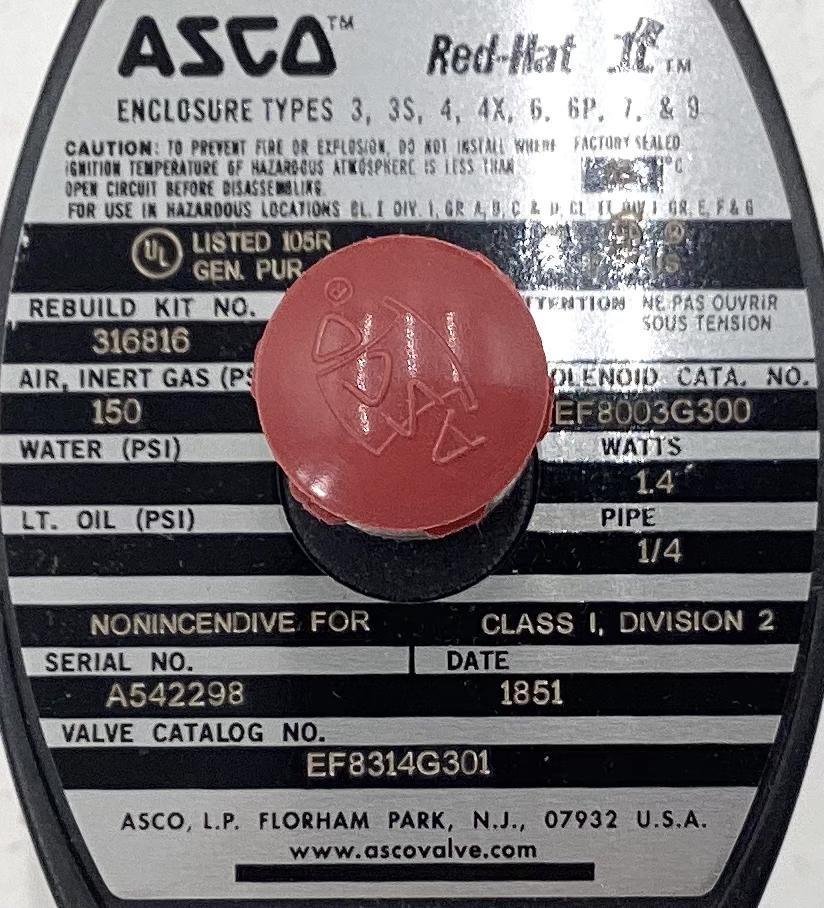 ASCO™
Red-Hat II™
ENCLOSURE TYPES 3, 3S, 4, 4X, 6, 6P, 7, & 9
CAUTION: TO PREVENT FIRE OR EXPLOSION, DO NOT INSTALL WHERE FACTORY SEALED
IGNITION TEMPERATURE OF HAZARDOUS ATMOSPHERE IS LESS THAN °C
OPEN CIRCUIT BEFORE DISASSEMBLING.
FOR USE IN HAZARDOUS LOCATIONS CL. I DIV. 1, GR A, B, C & D, CL II DIV 1 GR. E, F & G
UL LISTED 105R
GEN. PUR.
REBUILD KIT NO.
316816
NE PAS OUVRIR
SOUS TENSION
AIR, INERT GAS
150
CATA. NO.
EF8003G300
WATER (PSI)
WATTS
1.4
LT. OIL (PSI)
PIPE
1/4
NONINCENDIVE FOR CLASS I, DIVISION 2
SERIAL NO.
A542298
DATE
1851
VALVE CATALOG NO.
EF8314G301
ASCO, L.P. FLORHAM PARK, N.J., 07932 U.S.A.
www.ascovalve.com